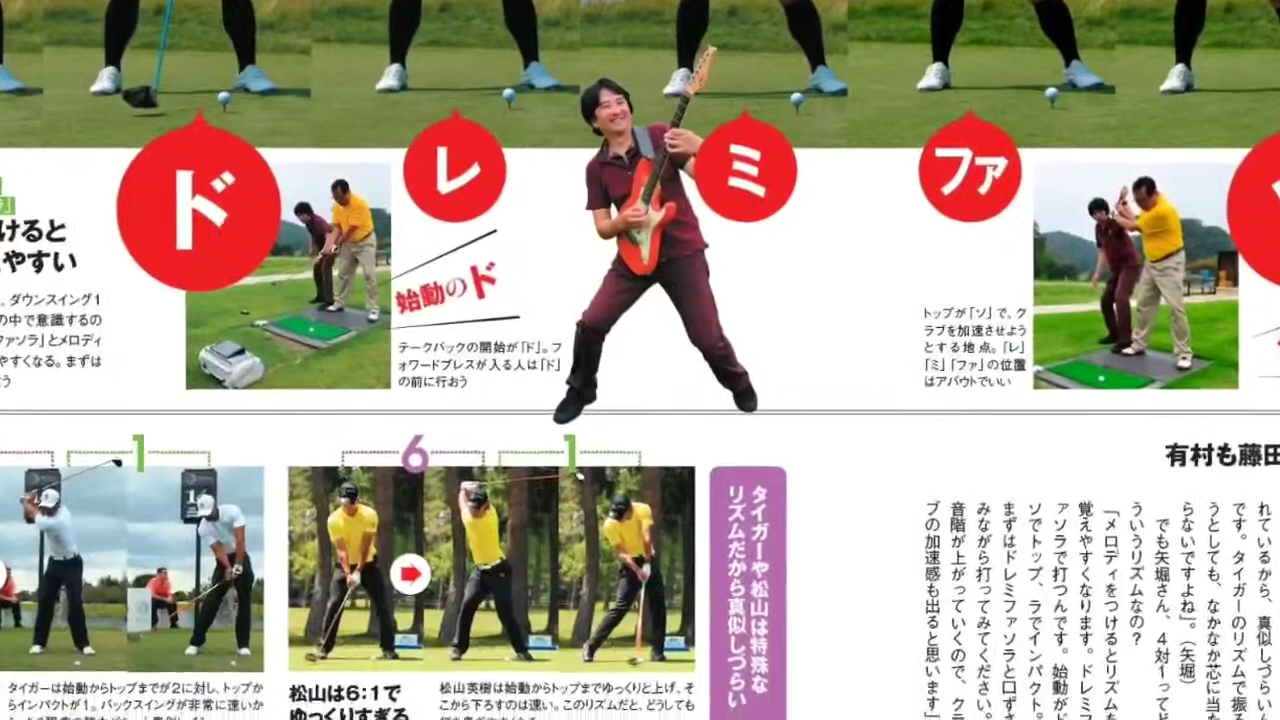 ド
レ
ミ
ファ
けると
やすい
。ダウンスイング1
の中で意識するの
ファソラ」とメロディ
やすくなる。まずは
う
始動のド
テークバックの開始が「ド」。フ
ォワードプレスが入る人は「ド」
の前に行おう
トップが「ソ」で、ク
ラブを加速させよう
とする地点。「レ」
「ミ」「ファ」の位置
はアバウトでいい
1
6
1
タイガーは始動からトップまでが2に対し、トップか
らインパクトが1。バックスイングが非常に速いか
松山は6:1で
ゆっくりすぎる
松山英樹は始動からトップまでゆっくりと上げ、そ
こから下ろすのは速い。このリズムだと、どうしても
タイガーや松山は特殊な
リズムだから真似しづらい
有村も藤田
れているから、真似しづらい
です。タイガーのリズムで振ろ
うとしても、なかなか芯に当た
らないですよね」。（矢堀）
でも矢堀さん、4対1って
ういうリズムなの？
「メロディをつけるとリズムが
覚えやすくなります。ドレミフ
ァソラで打つんです。始動がド
ソでトップ、ラでインパクト。
まずはドレミファソラと口ずさ
みながら打ってみてください。
音階が上がっていくので、クラ
ブの加速感も出ると思います」